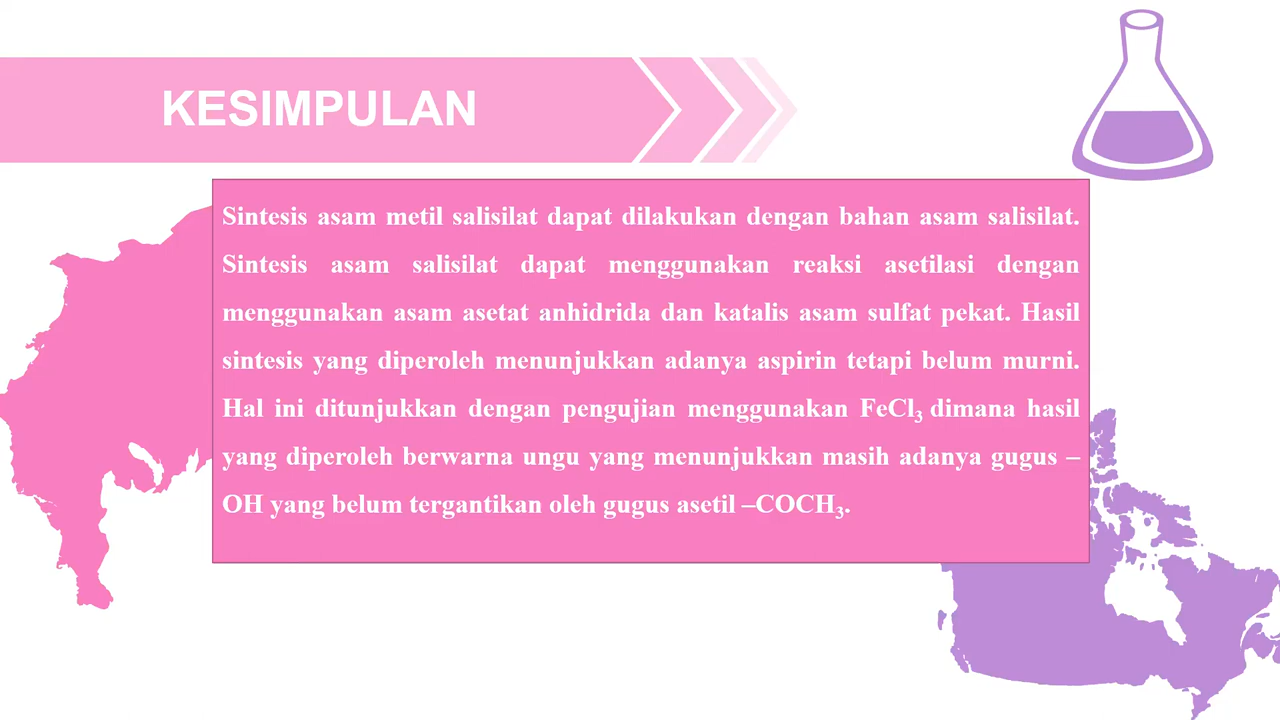 KESIMPULAN
Sintesis asam metil salisilat dapat dilakukan dengan bahan asam salisilat.
Sintesis asam salisilat dapat menggunakan reaksi asetilasi dengan
menggunakan asam asetat anhidrida dan katalis asam sulfat pekat. Hasil
sintesis yang diperoleh menunjukkan adanya aspirin tetapi belum murni.
Hal ini ditunjukkan dengan pengujian menggunakan FeCl₃ dimana hasil
yang diperoleh berwarna ungu yang menunjukkan masih adanya gugus –
OH yang belum tergantikan oleh gugus asetil –COCH₃.